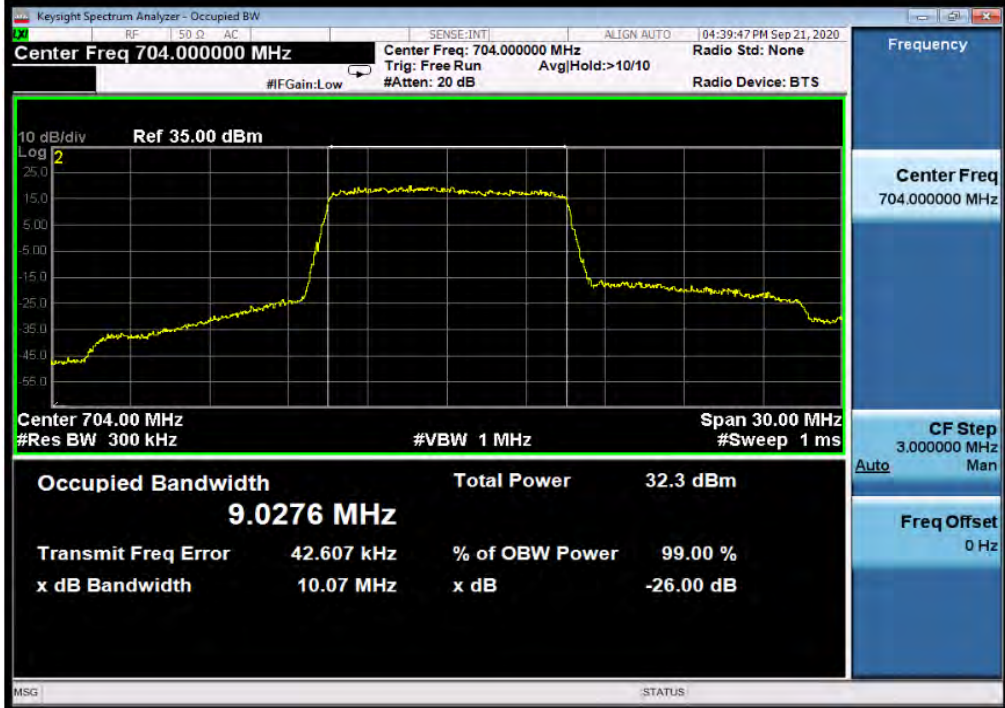 Keysight Spectrum Analyzer - Occupied BW
LXI RF 50 Ω AC SENSE:INT ALIGN AUTO 04:39:47 PM Sep 21, 2020
Center Freq 704.000000 MHz
Center Freq: 704.000000 MHz Radio Std: None
Trig: Free Run Avg|Hold:>10/10
#IFGain:Low #Atten: 20 dB Radio Device: BTS
10 dB/div Ref 35.00 dBm
Log
2
25.0
15.0
5.00
-5.00
-15.0
-25.0
-35.0
-45.0
-55.0
Center 704.00 MHz Span 30.00 MHz
#Res BW 300 kHz #VBW 1 MHz #Sweep 1 ms
Occupied Bandwidth Total Power 32.3 dBm
9.0276 MHz
Transmit Freq Error 42.607 kHz % of OBW Power 99.00 %
x dB Bandwidth 10.07 MHz x dB -26.00 dB
MSG STATUS
Frequency
Center Freq
704.000000 MHz
CF Step
3.000000 MHz
Auto Man
Freq Offset
0 Hz